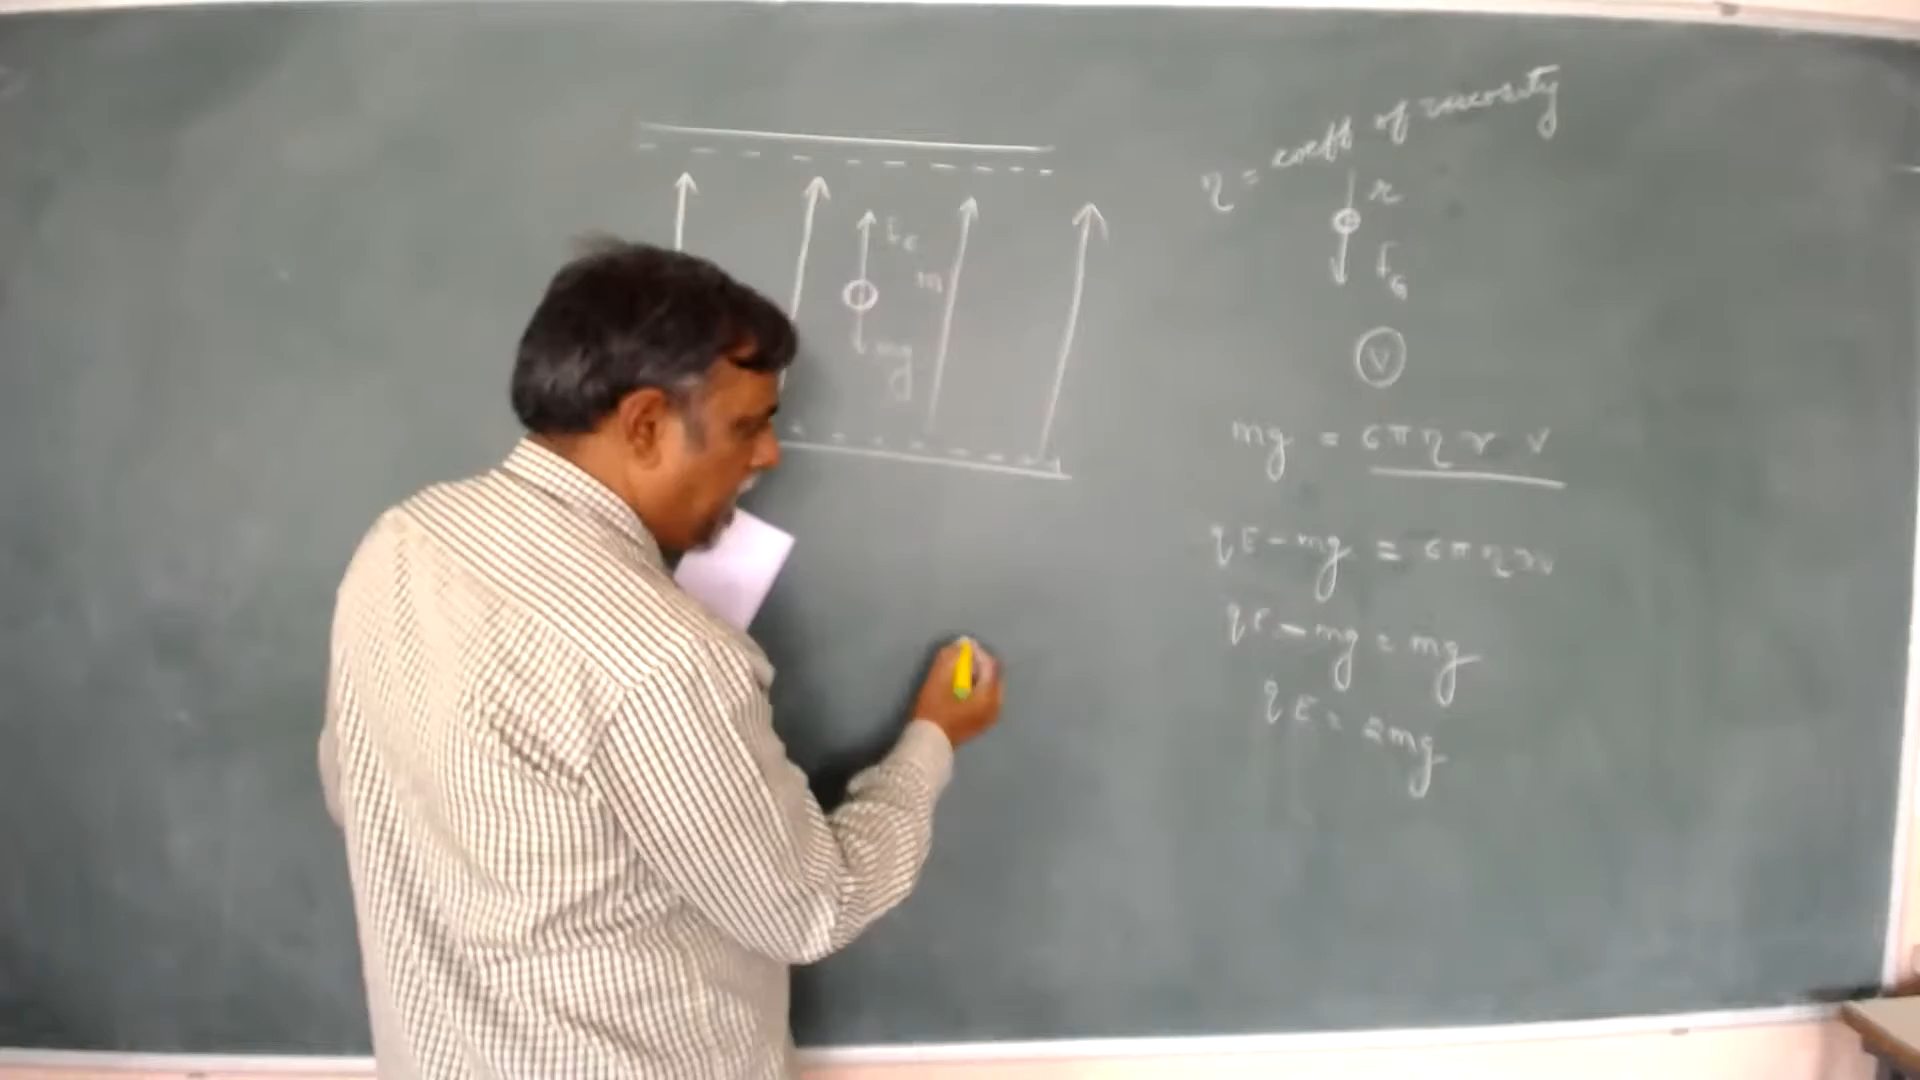 F_E
m
mg
η = coeff of viscosity
r
F_G
V
mg = 6πηrv
qE-mg = 6πηrv
qE-mg = mg
qE = 2mg